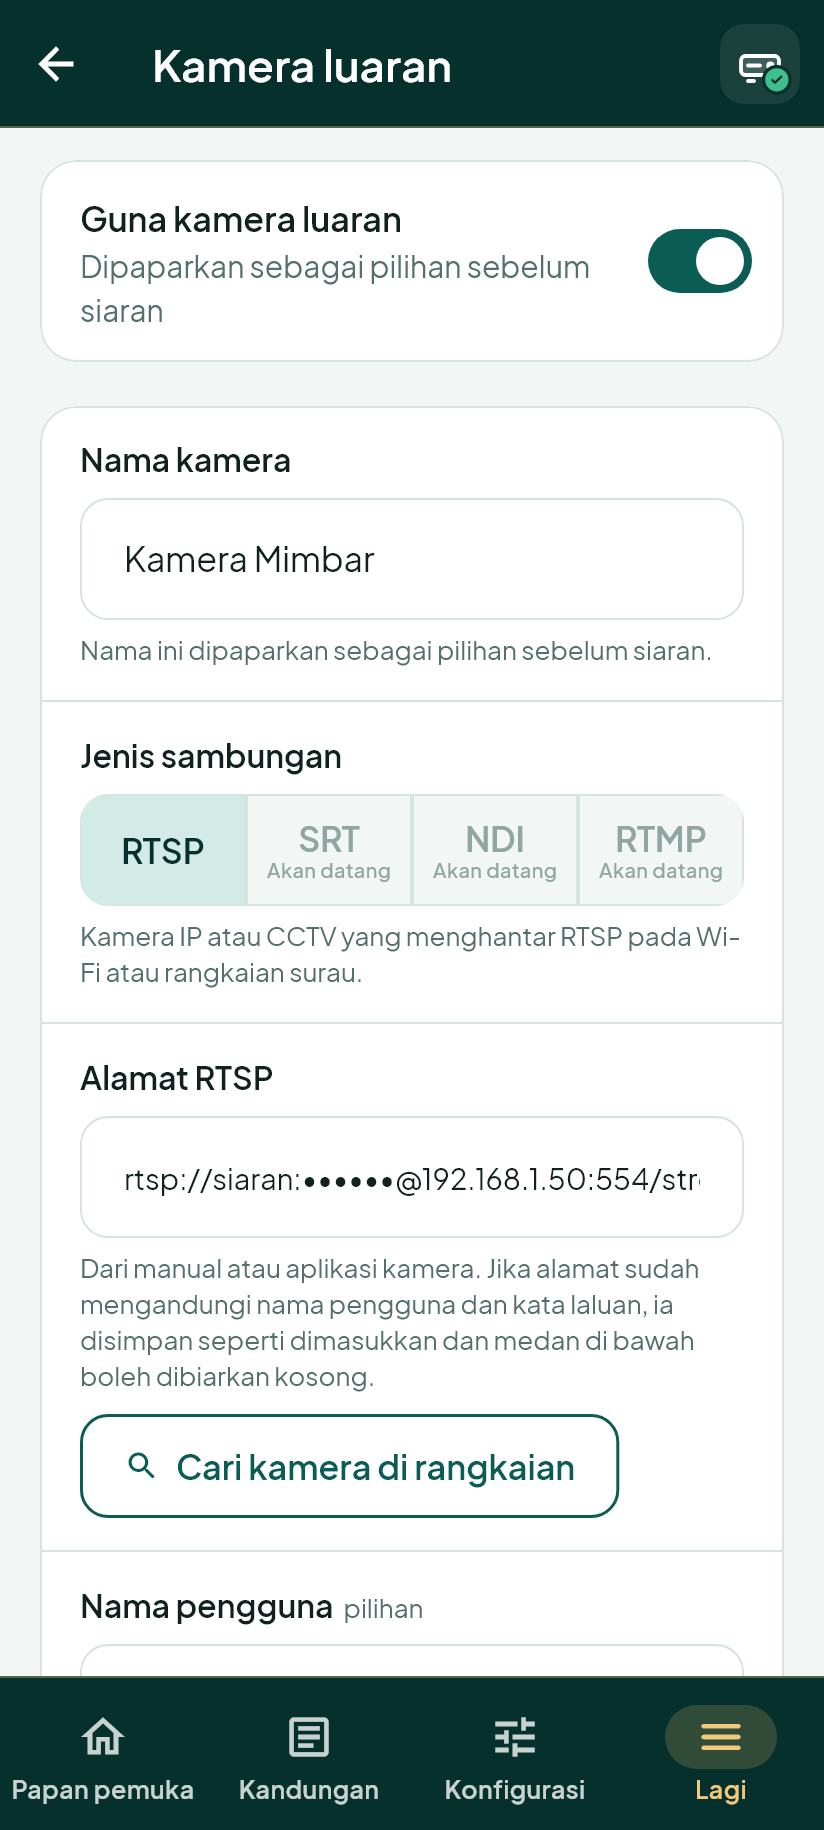 Kamera luaran
Guna kamera luaran
Dipaparkan sebagai pilihan sebelum
siaran
Nama kamera
Kamera Mimbar
Nama ini dipaparkan sebagai pilihan sebelum siaran.
Jenis sambungan
RTSP
SRT
Akan datang
NDI
Akan datang
RTMP
Akan datang
Kamera IP atau CCTV yang menghantar RTSP pada Wi-
Fi atau rangkaian surau.
Alamat RTSP
rtsp://siaran:••••••@192.168.1.50:554/str
Dari manual atau aplikasi kamera. Jika alamat sudah
mengandungi nama pengguna dan kata laluan, ia
disimpan seperti dimasukkan dan medan di bawah
boleh dibiarkan kosong.
Cari kamera di rangkaian
Nama pengguna pilihan
Papan pemuka
Kandungan
Konfigurasi
Lagi